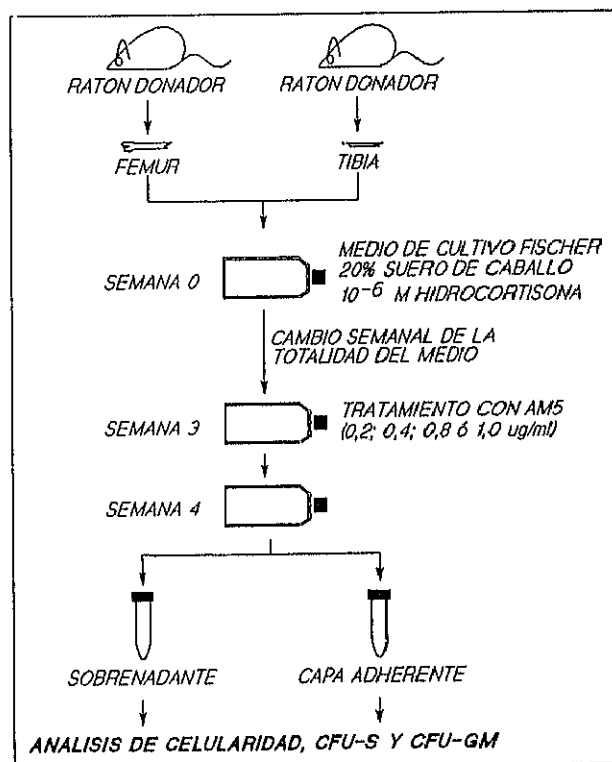 RATON DONADOR
RATON DONADOR
FEMUR
TIBIA
SEMANA 0
MEDIO DE CULTIVO FISCHER
20% SUERO DE CABALLO
10⁻⁶ M HIDROCORTISONA
CAMBIO SEMANAL DE LA
TOTALIDAD DEL MEDIO
SEMANA 3
TRATAMIENTO CON AM5
(0,2; 0,4; 0,8 ó 1,0 ug/ml)
SEMANA 4
SOBRENADANTE
CAPA ADHERENTE
ANALISIS DE CELULARIDAD, CFU-S Y CFU-GM